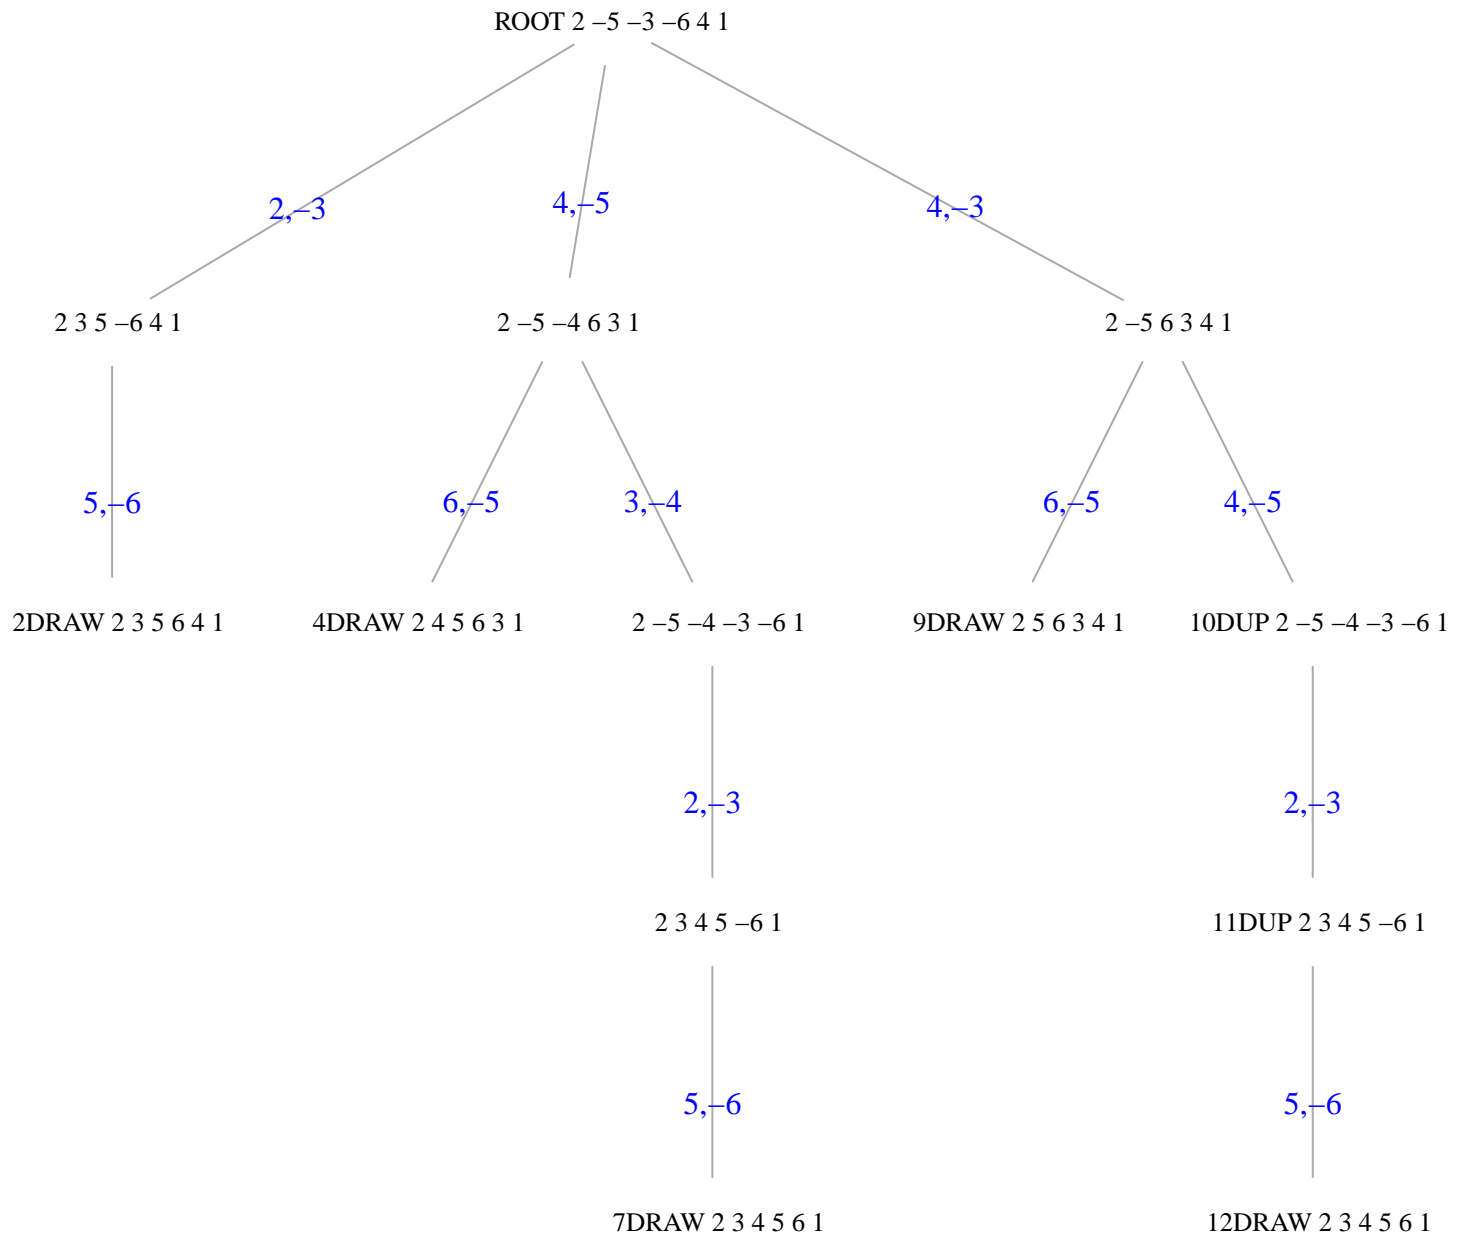 ROOT 2 –5 –3 –6 4 1
2,–3
4,–5
4,–3
2 3 5 –6 4 1
2 –5 –4 6 3 1
2 –5 6 3 4 1
5,–6
6,–5
3,–4
6,–5
4,–5
2DRAW 2 3 5 6 4 1
4DRAW 2 4 5 6 3 1
2 –5 –4 –3 –6 1
9DRAW 2 5 6 3 4 1
10DUP 2 –5 –4 –3 –6 1
2,–3
2,–3
2 3 4 5 –6 1
11DUP 2 3 4 5 –6 1
5,–6
5,–6
7DRAW 2 3 4 5 6 1
12DRAW 2 3 4 5 6 1